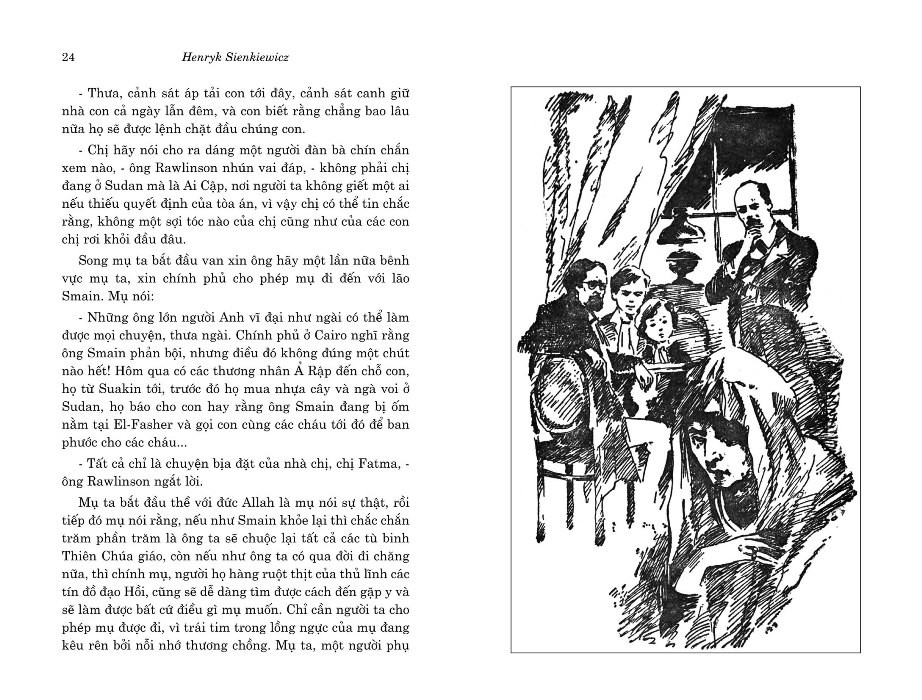 24
Henryk Sienkiewicz
- Thưa, cảnh sát áp tải con tới đây, cảnh sát canh giữ
nhà con cả ngày lẫn đêm, và con biết rằng chẳng bao lâu
nữa họ sẽ được lệnh chặt đầu chúng con.
- Chị hãy nói cho ra dáng một người đàn bà chín chắn
xem nào, - ông Rawlinson nhún vai đáp, - không phải chị
đang ở Sudan mà là Ai Cập, nơi người ta không giết một ai
nếu thiếu quyết định của tòa án, vì vậy chị có thể tin chắc
rằng, không một sợi tóc nào của chị cũng như của các con
chị rơi khỏi đầu đâu.
Song mụ ta bắt đầu van xin ông hãy một lần nữa bênh
vực mụ ta, xin chính phủ cho phép mụ đi đến với lão
Smain. Mụ nói:
- Những ông lớn người Anh vĩ đại như ngài có thể làm
được mọi chuyện, thưa ngài. Chính phủ ở Cairo nghĩ rằng
ông Smain phản bội, nhưng điều đó không đúng một chút
nào hết! Hôm qua có các thương nhân Ả Rập đến chỗ con,
họ từ Suakin tới, trước đó họ mua nhựa cây và ngà voi ở
Sudan, họ báo cho con hay rằng ông Smain đang bị ốm
nằm tại El-Fasher và gọi con cùng các cháu tới đó để ban
phước cho các cháu...
- Tất cả chỉ là chuyện bịa đặt của nhà chị, chị Fatma, -
ông Rawlinson ngắt lời.
Mụ ta bắt đầu thề với đức Allah là mụ nói sự thật, rồi
tiếp đó mụ nói rằng, nếu như Smain khỏe lại thì chắc chắn
trăm phần trăm là ông ta sẽ chuộc lại tất cả các tù binh
Thiên Chúa giáo, còn nếu như ông ta có qua đời đi chăng
nữa, thì chính mụ, người họ hàng ruột thịt của thủ lĩnh các
tín đồ đạo Hồi, cũng sẽ dễ dàng tìm được cách đến gặp y và
sẽ làm được bất cứ điều gì mụ muốn. Chỉ cần người ta cho
phép mụ được đi, vì trái tim trong lồng ngực của mụ đang
kêu rên bởi nỗi nhớ thương chồng. Mụ ta, một người phụ